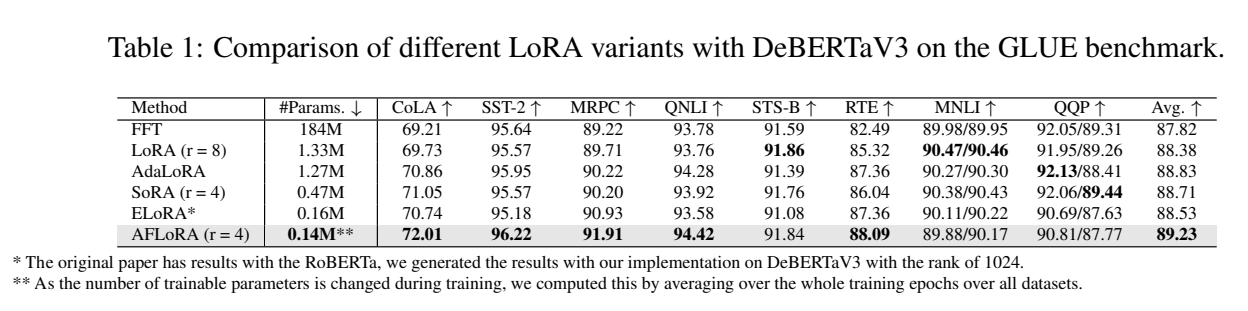 Table 1: Comparison of different LoRA variants with DeBERTaV3 on the GLUE benchmark.
Method #Params. ↓ CoLA ↑ SST-2 ↑ MRPC ↑ QNLI ↑ STS-B ↑ RTE ↑ MNLI ↑ QQP ↑ Avg. ↑
FFT 184M 69.21 95.64 89.22 93.78 91.59 82.49 89.98/89.95 92.05/89.31 87.82
LoRA (r = 8) 1.33M 69.73 95.57 89.71 93.76 91.86 85.32 90.47/90.46 91.95/89.26 88.38
AdaLoRA 1.27M 70.86 95.95 90.22 94.28 91.39 87.36 90.27/90.30 92.13/88.41 88.83
SoRA (r = 4) 0.47M 71.05 95.57 90.20 93.92 91.76 86.04 90.38/90.43 92.06/89.44 88.71
ELoRA* 0.16M 70.74 95.18 90.93 93.58 91.08 87.36 90.11/90.22 90.69/87.63 88.53
AFLoRA (r = 4) 0.14M** 72.01 96.22 91.91 94.42 91.84 88.09 89.88/90.17 90.81/87.77 89.23
* The original paper has results with the RoBERTa, we generated the results with our implementation on DeBERTaV3 with the rank of 1024.
** As the number of trainable parameters is changed during training, we computed this by averaging over the whole training epochs over all datasets.